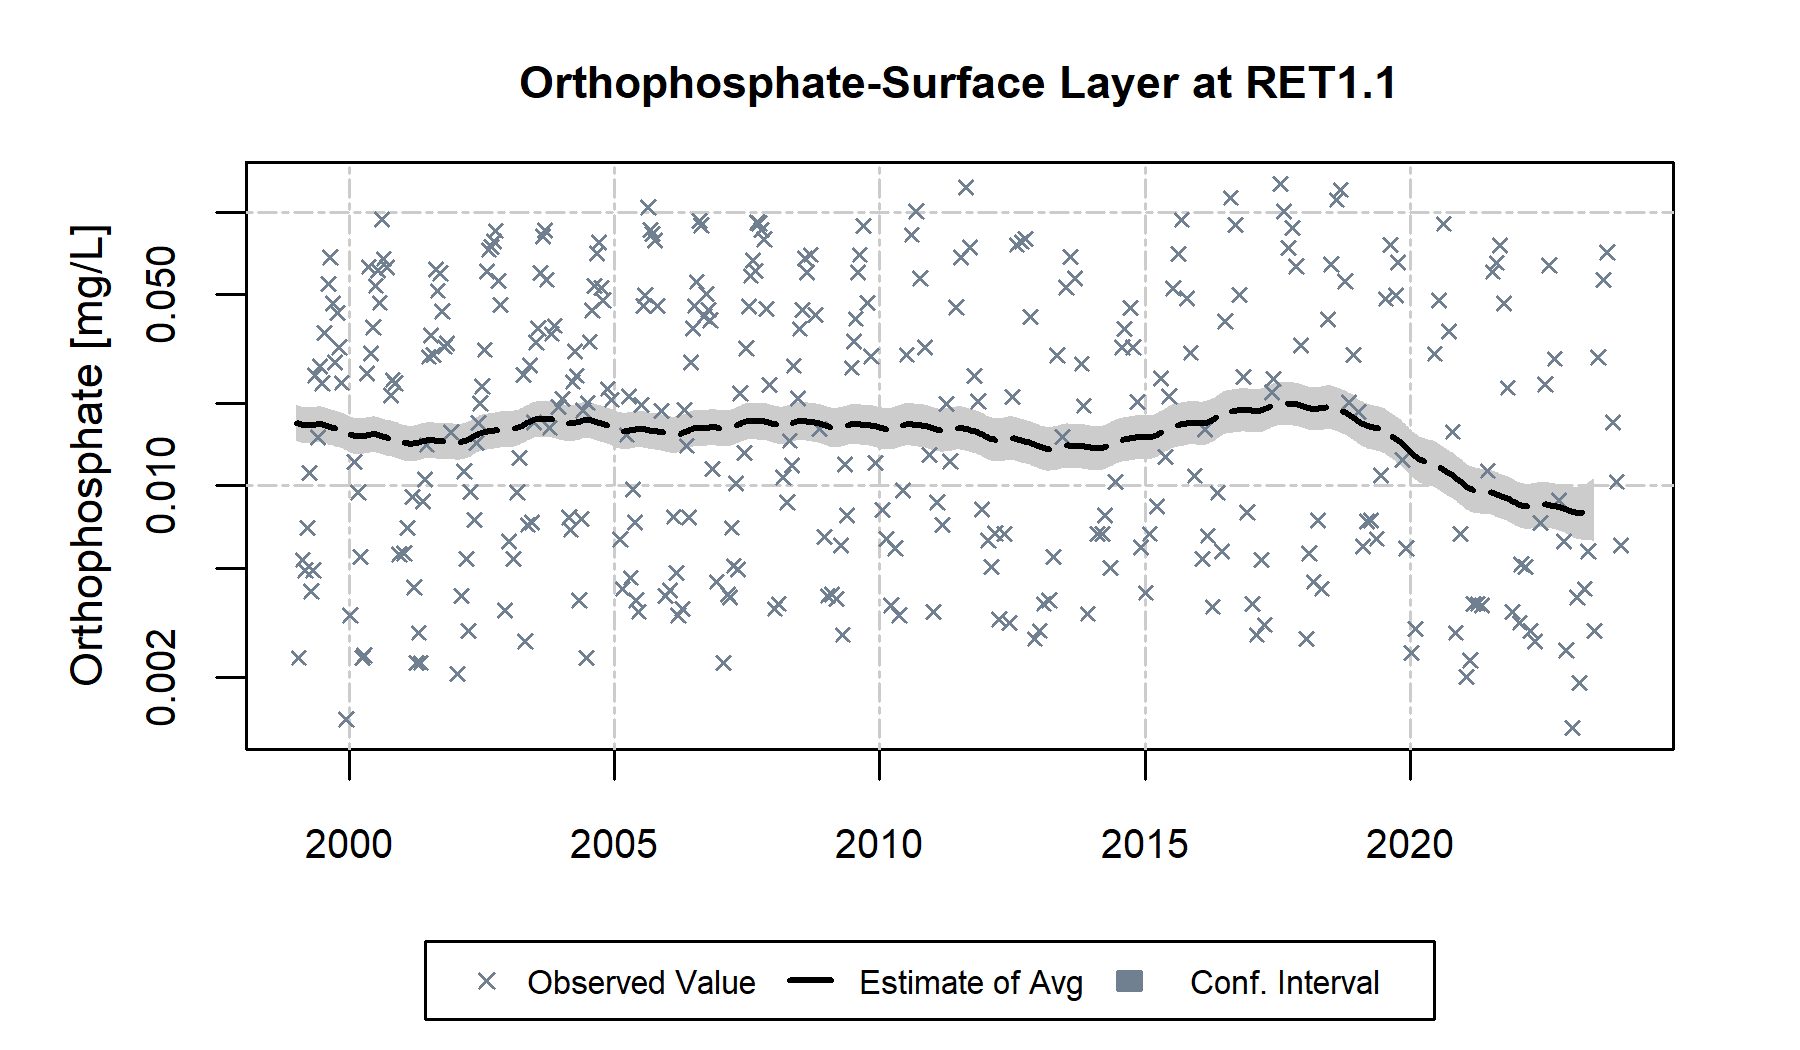 Orthophosphate-Surface Layer at RET1.1
Orthophosphate [mg/L]
0.050
0.010
0.002
2000 2005 2010 2015 2020
Observed Value Estimate of Avg Conf. Interval